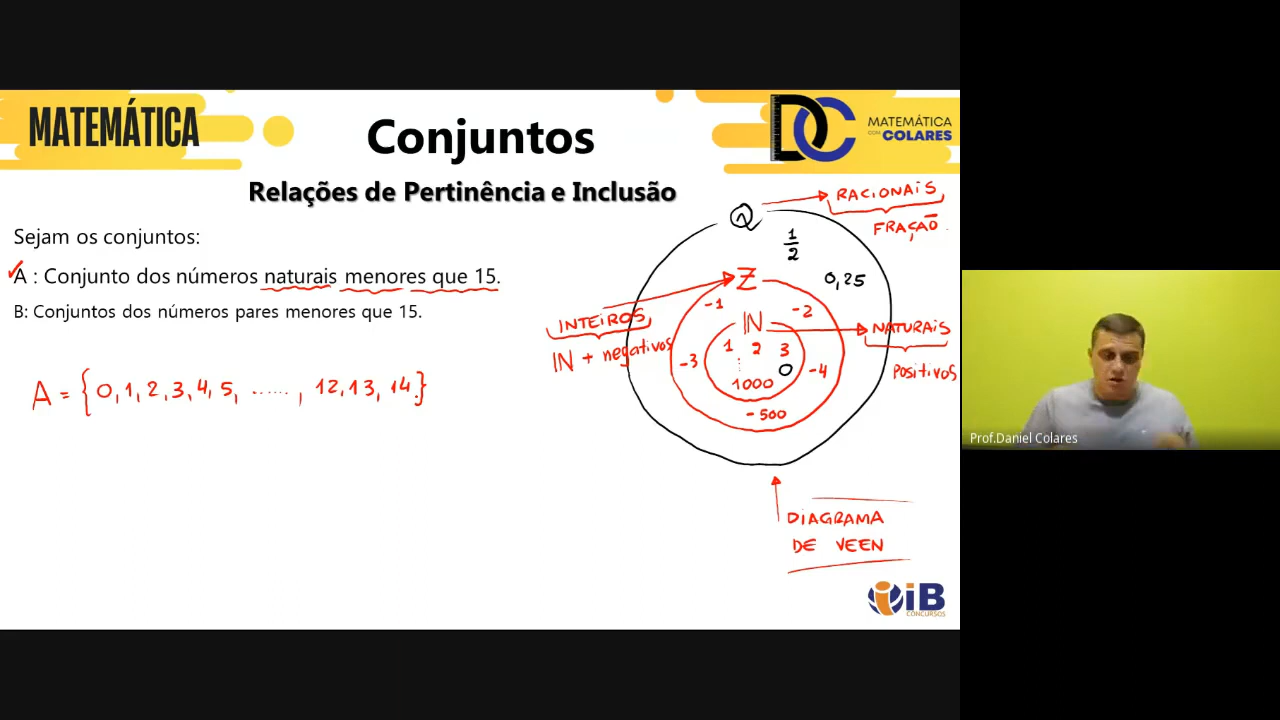 MATEMÁTICA
Conjuntos
DC MATEMÁTICA
COM COLARES
Relações de Pertinência e Inclusão
Sejam os conjuntos:
A : Conjunto dos números naturais menores que 15.
B: Conjuntos dos números pares menores que 15.
A = {0, 1, 2, 3, 4, 5, ......, 12, 13, 14.}
Q
RACIONAIS
FRAÇÃO
1/2
0,25
Z
-1
-2
INTEIROS
IN + negativos
IN
NATURAIS
Positivos
1 2 3
0
-3
-4
1000
-500
DIAGRAMA
DE VEEN
iB
CONCURSOS
Prof.Daniel Colares